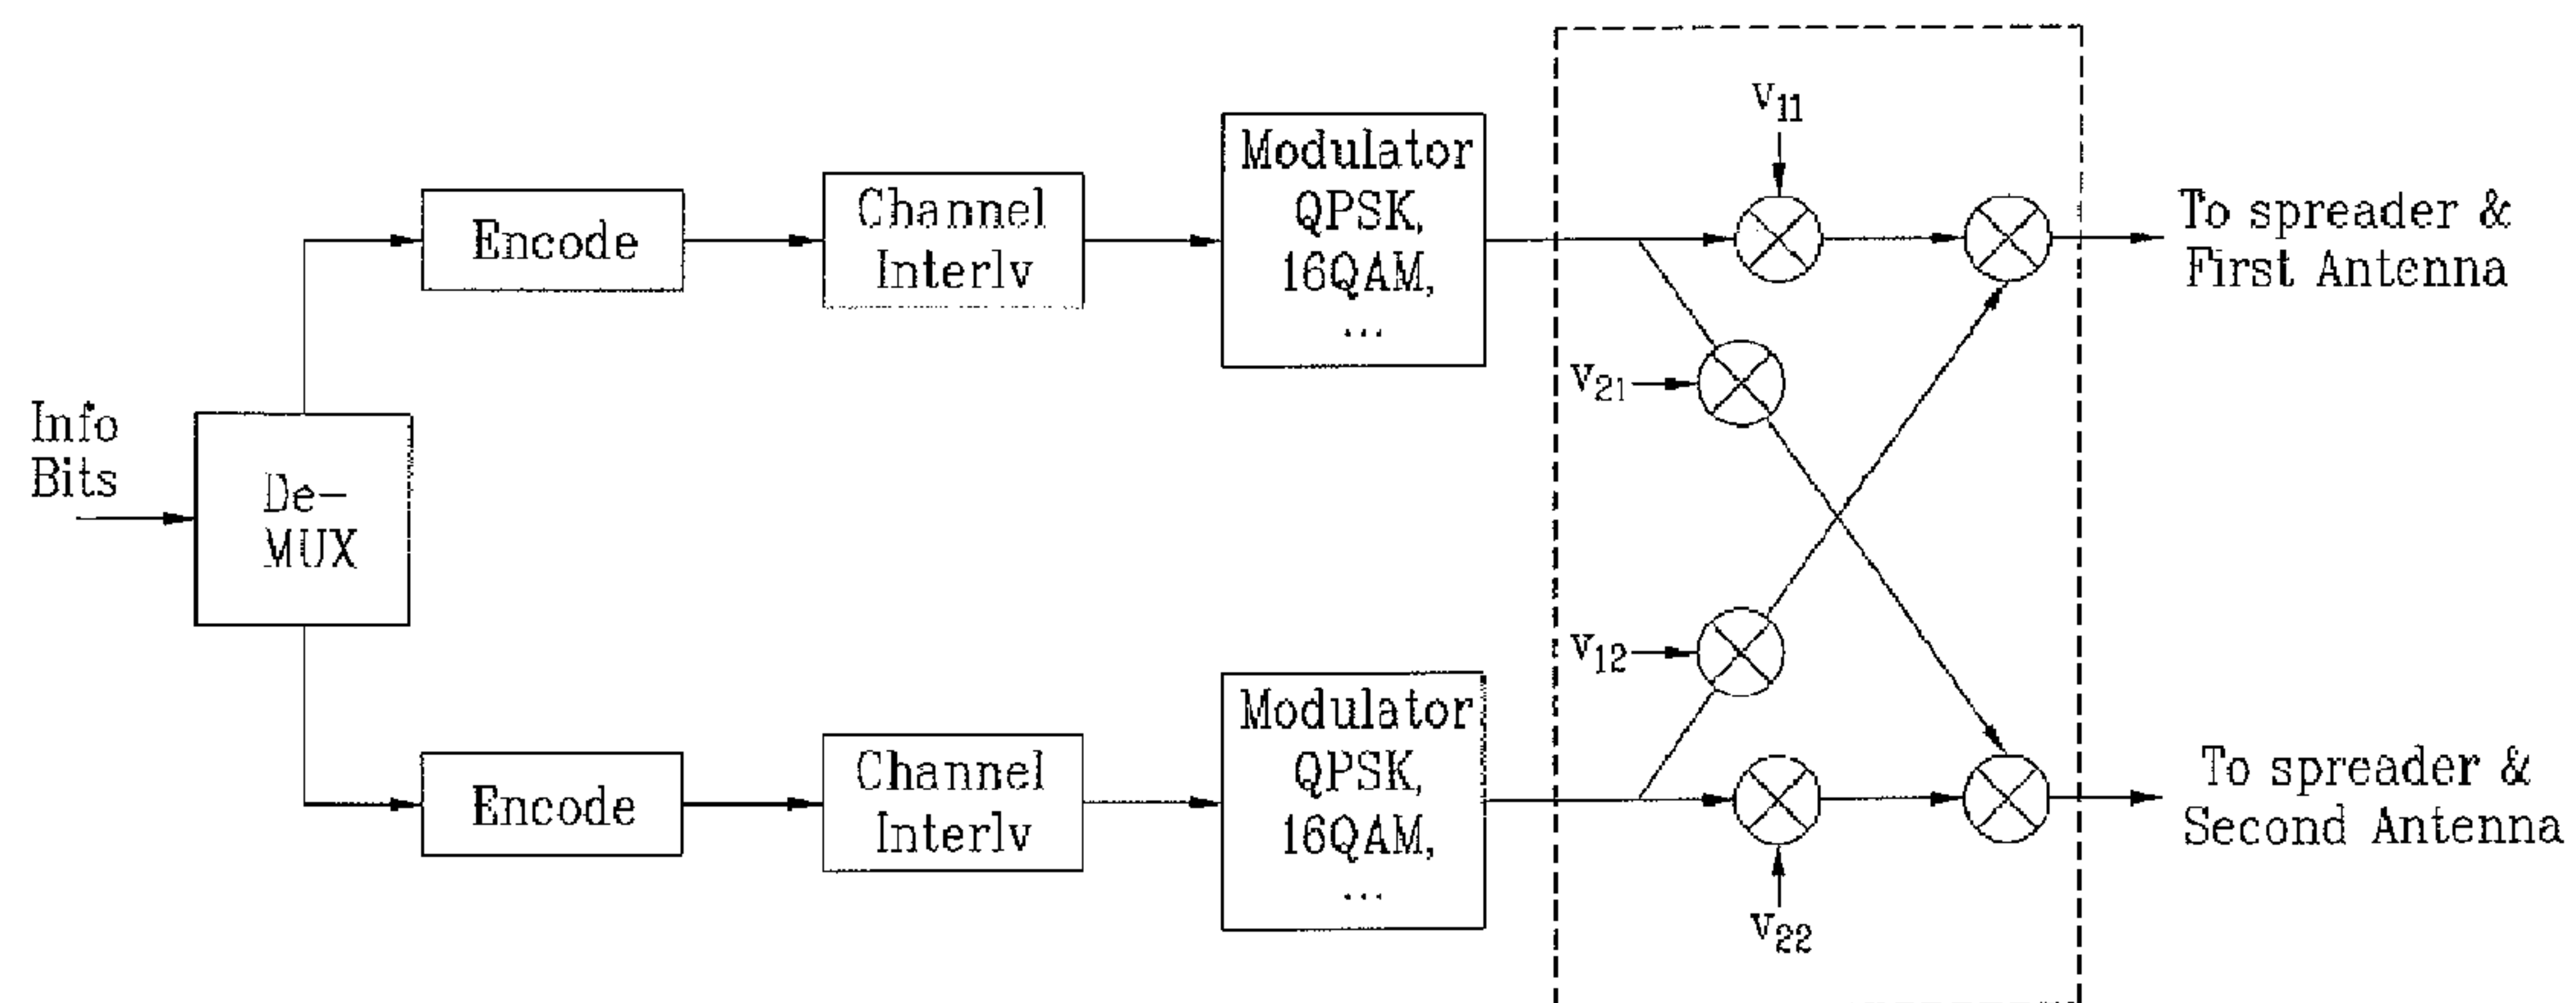 Info
Bits
De-
MUX
Encode
Channel
Interlv
Modulator
QPSK,
16QAM,
...
v11
v21
To spreader &
First Antenna
Encode
Channel
Interlv
Modulator
QPSK,
16QAM,
...
v12
v22
To spreader &
Second Antenna